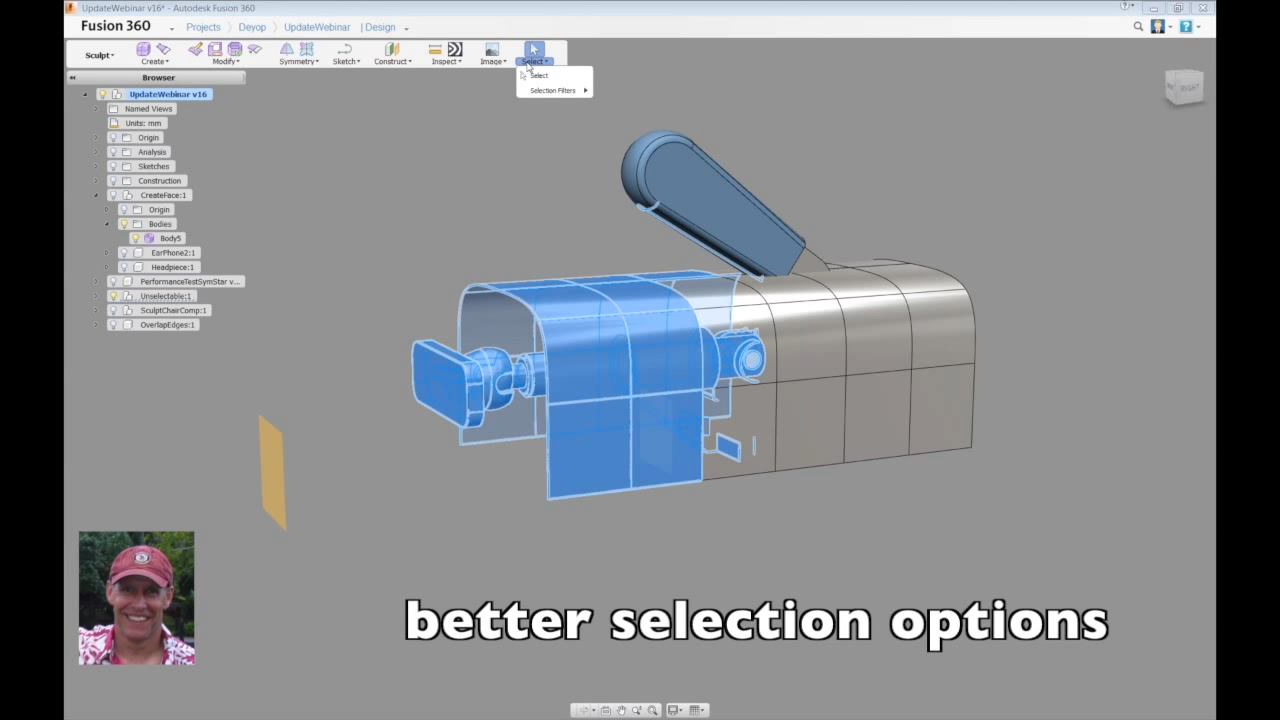 UpdateWebinar v16* - Autodesk Fusion 360
Fusion 360
Projects
Deyop
UpdateWebinar
| Design
Sculpt
Create
Modify
Symmetry
Sketch
Construct
Inspect
Image
Select
Select
Selection Filters
Browser
UpdateWebinar v16
Named Views
Units: mm
Origin
Analysis
Sketches
Construction
CreateFace:1
Origin
Bodies
Body5
EarPhone2:1
Headpiece:1
PerformanceTestSymStar v...
Unselectable:1
SculptChairComp:1
OverlapEdges:1
RIGHT
better selection options